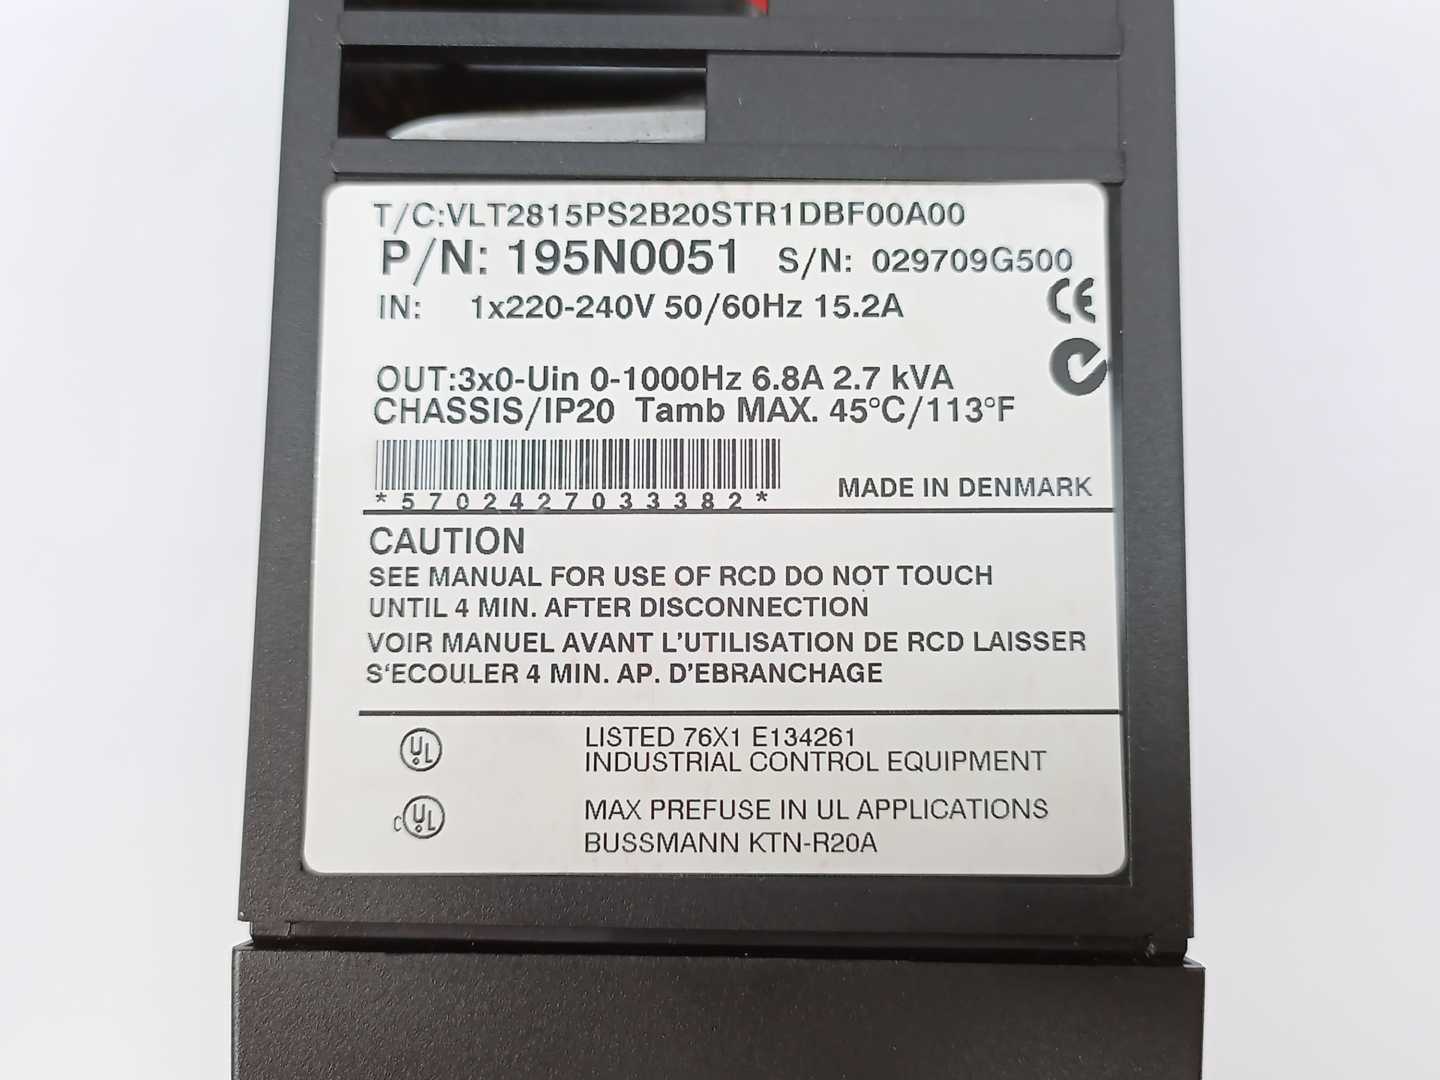 T/C:VLT2815PS2B20STR1DBF00A00
P/N: 195N0051 S/N: 029709G500
IN: 1x220-240V 50/60Hz 15.2A
CE
OUT:3x0-Uin 0-1000Hz 6.8A 2.7 kVA
CHASSIS/IP20 Tamb MAX. 45°C/113°F
*5702427033382*
MADE IN DENMARK
CAUTION
SEE MANUAL FOR USE OF RCD DO NOT TOUCH
UNTIL 4 MIN. AFTER DISCONNECTION
VOIR MANUEL AVANT L'UTILISATION DE RCD LAISSER
S'ECOULER 4 MIN. AP. D'EBRANCHAGE
UL
LISTED 76X1 E134261
INDUSTRIAL CONTROL EQUIPMENT
c UL
MAX PREFUSE IN UL APPLICATIONS
BUSSMANN KTN-R20A